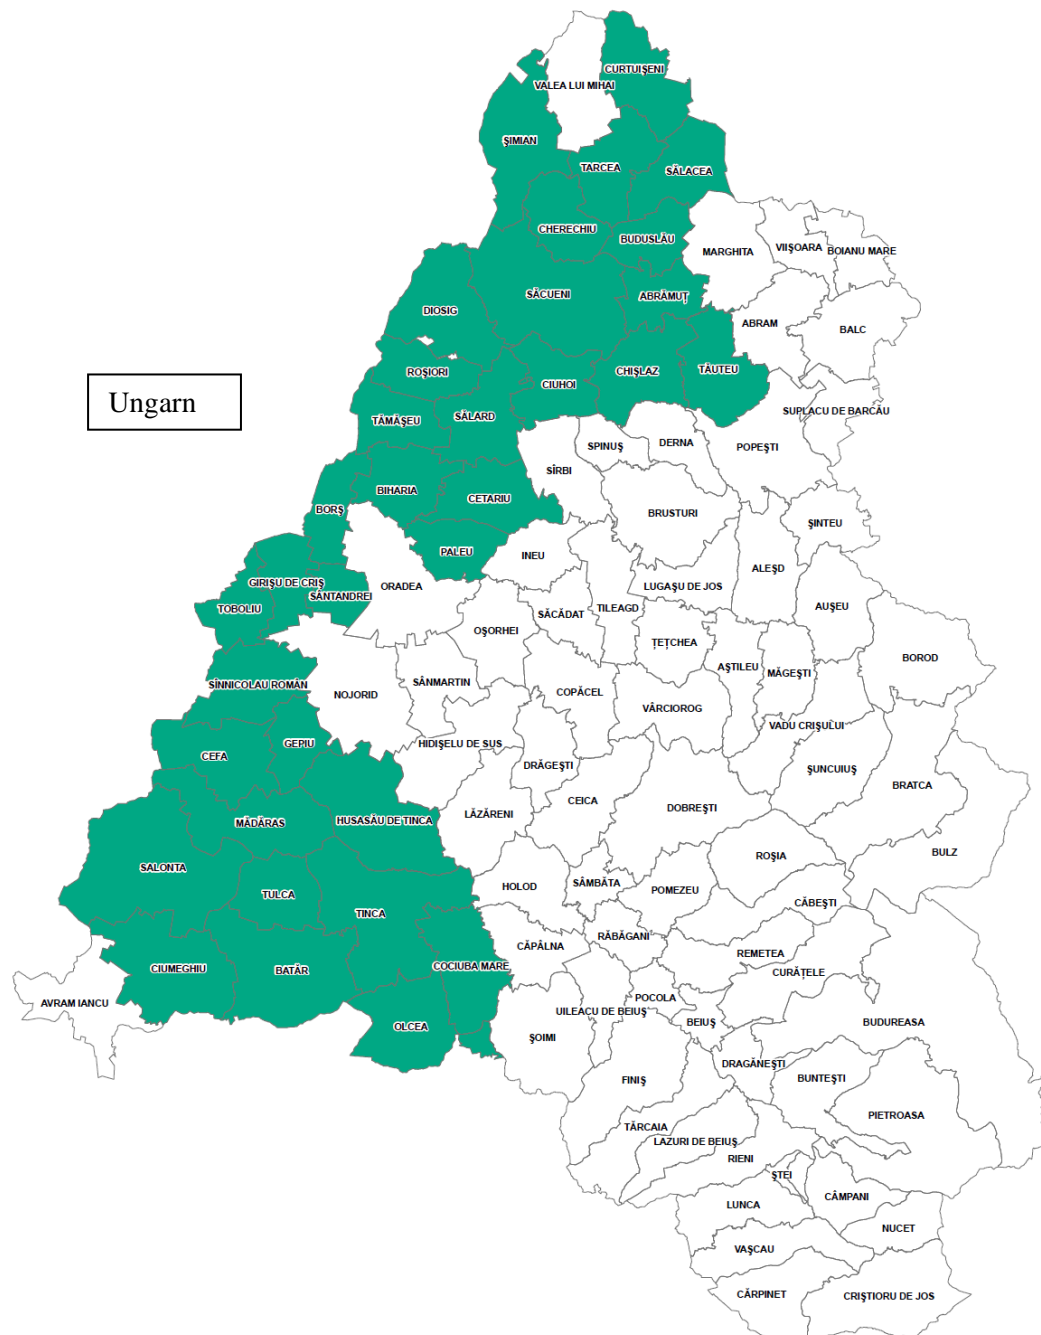 CURTUIŞENI
VALEA LUI MIHAI
ŞIMIAN
TARCEA
SĂLACEA
CHERECHIU
BUDUSLĂU
MARGHITA
VIIŞOARA
BOIANU MARE
SĂCUENI
ABRĂMUŢ
DIOSIG
ABRAM
BALC
ROŞIORI
CIUHOI
CHIŞLAZ
TĂUTEU
Ungarn
TĂMĂŞEU
SĂLARD
SUPLACU DE BARCĂU
SPINUŞ
DERNA
POPEŞTI
SÎRBI
BIHARIA
CETARIU
BORŞ
BRUSTURI
ŞINTEU
PALEU
INEU
ALEŞD
GIRIŞU DE CRIŞ
SÂNTANDREI
ORADEA
LUGAŞU DE JOS
TOBOLIU
SĂCĂDAT
TILEAGD
AUŞEU
OŞORHEI
ŢEŢCHEA
BOROD
SÎNNICOLAU ROMÂN
NOJORID
SÂNMARTIN
COPĂCEL
AŞTILEU
MĂGEŞTI
VÂRCIOROG
VADU CRIŞULUI
GEPIU
HIDIŞELU DE SUS
CEFA
DRĂGEŞTI
ŞUNCUIUŞ
BRATCA
CEICA
DOBREŞTI
LĂZĂRENI
MĂDĂRAS
HUSASĂU DE TINCA
ROŞIA
BULZ
SALONTA
TULCA
HOLOD
SÂMBĂTA
POMEZEU
CĂBEŞTI
TINCA
RĂBĂGANI
CĂPÂLNA
REMETEA
CIUMEGHIU
BATĂR
COCIUBA MARE
CURĂŢELE
AVRAM IANCU
POCOLA
UILEACU DE BEIUŞ
BEIUŞ
BUDUREASA
OLCEA
ŞOIMI
DRAGĂNEŞTI
FINIŞ
BUNTEŞTI
PIETROASA
TĂRCAIA
LAZURI DE BEIUŞ
RIENI
ŞTEI
CÂMPANI
LUNCA
NUCET
VAŞCAU
CĂRPINET
CRIŞTIORU DE JOS